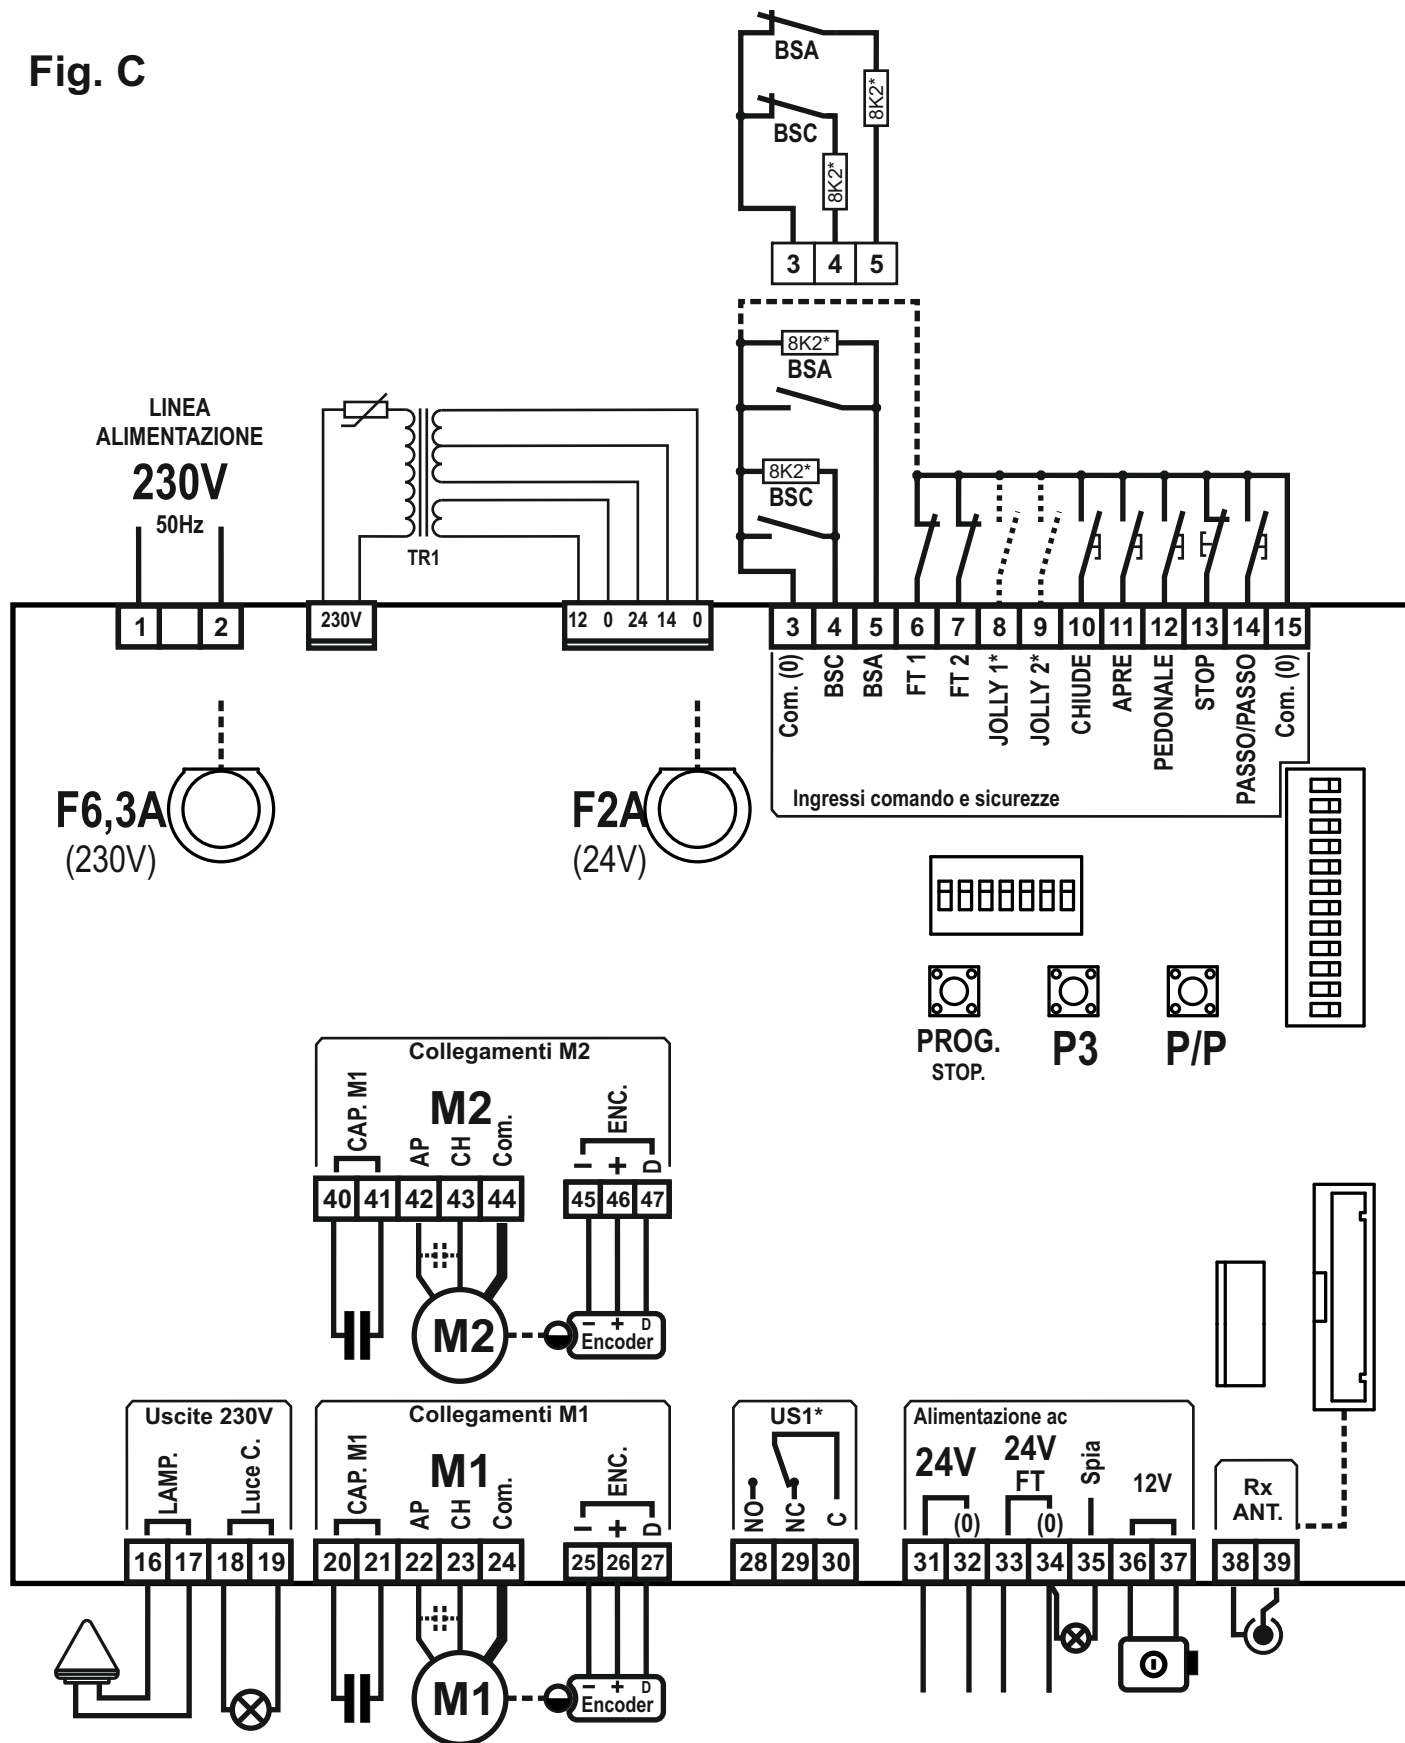 Fig. C
BSA
8K2*
BSC
8K2*
3 4 5
8K2*
BSA
8K2*
BSC
LINEA
ALIMENTAZIONE
230V
50Hz
TR1
1 2
230V
12 0 24 14 0
3 4 5 6 7 8 9 10 11 12 13 14 15
Com. (0)
BSC
BSA
FT 1
FT 2
JOLLY 1*
JOLLY 2*
CHIUDE
APRE
PEDONALE
STOP
PASSO/PASSO
Com. (0)
Ingressi comando e sicurezze
F6,3A
(230V)
F2A
(24V)
PROG.
STOP.
P3
P/P
Collegamenti M2
CAP. M1
M2
AP
CH
Com.
ENC.
− + D
40 41 42 43 44
45 46 47
M2
− + D
Encoder
Uscite 230V
LAMP.
Luce C.
16 17 18 19
Collegamenti M1
CAP. M1
M1
AP
CH
Com.
ENC.
− + D
20 21 22 23 24
25 26 27
M1
− + D
Encoder
US1*
NO
NC
C
28 29 30
Alimentazione ac
24V
(0)
24V
FT
(0)
Spia
12V
31 32 33 34 35 36 37
Rx
ANT.
38 39